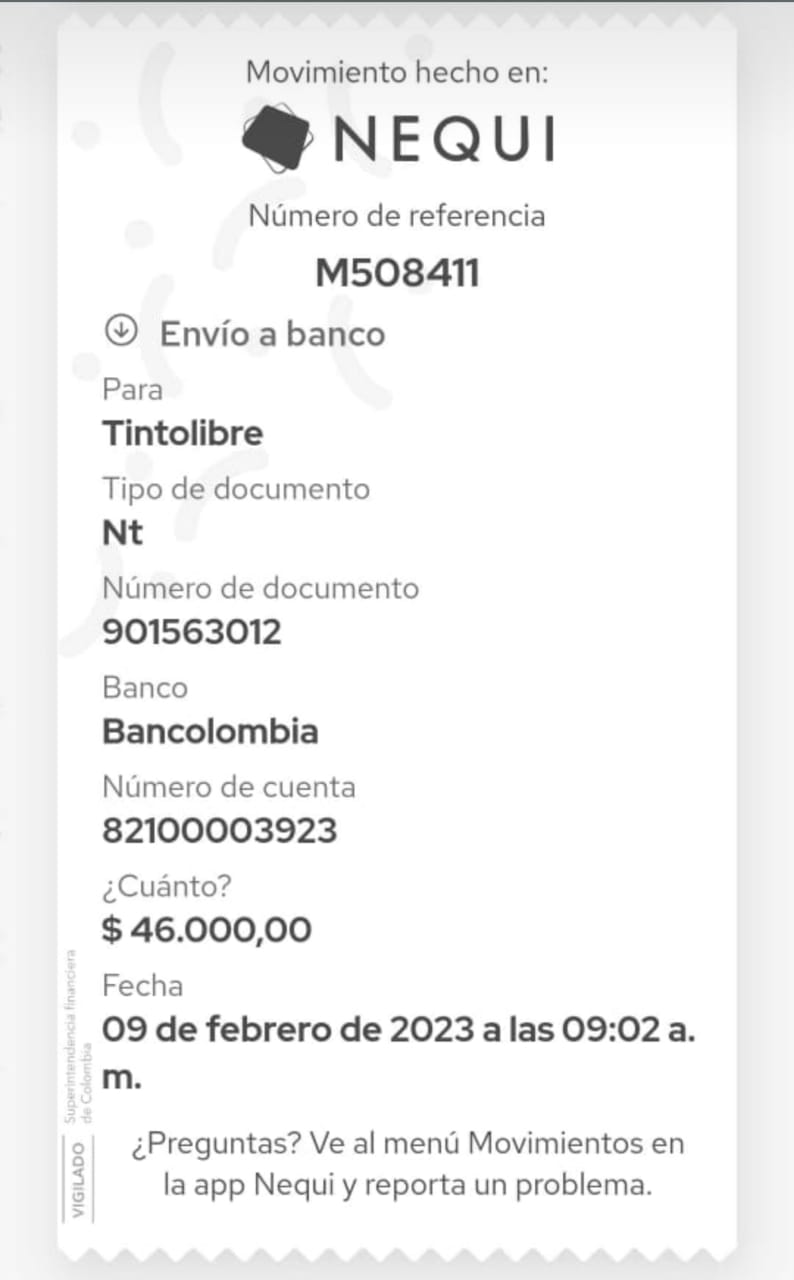 Movimiento hecho en:
NEQUI
Número de referencia
M508411
Envío a banco
Para
Tintolibre
Tipo de documento
Nt
Número de documento
901563012
Banco
Bancolombia
Número de cuenta
82100003923
¿Cuánto?
$ 46.000,00
Fecha
09 de febrero de 2023 a las 09:02 a.
m.
¿Preguntas? Ve al menú Movimientos en
la app Nequi y reporta un problema.
VIGILADO
Superintendencia financiera
de Colombia